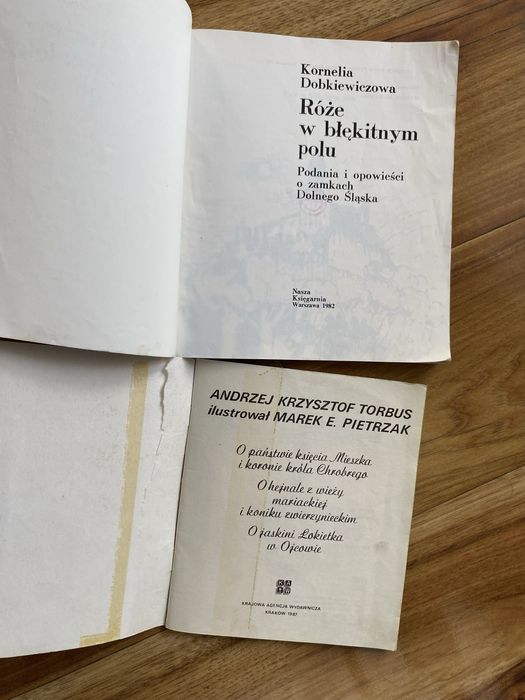 Kornelia
Dobkiewiczowa
Róże
w błękitnym
polu
Podania i opowieści
o zamkach
Dolnego Śląska
Nasza
Księgarnia
Warszawa 1982
ANDRZEJ KRZYSZTOF TORBUS
ilustrował MAREK E. PIETRZAK
O państwie księcia Mieszka
i koronie króla Chrobrego
O hejnale z wieży
mariackiej
i koniku zwierzynieckim
O jaskini Łokietka
w Ojcowie
KRAJOWA AGENCJA WYDAWNICZA
KRAKÓW 1987